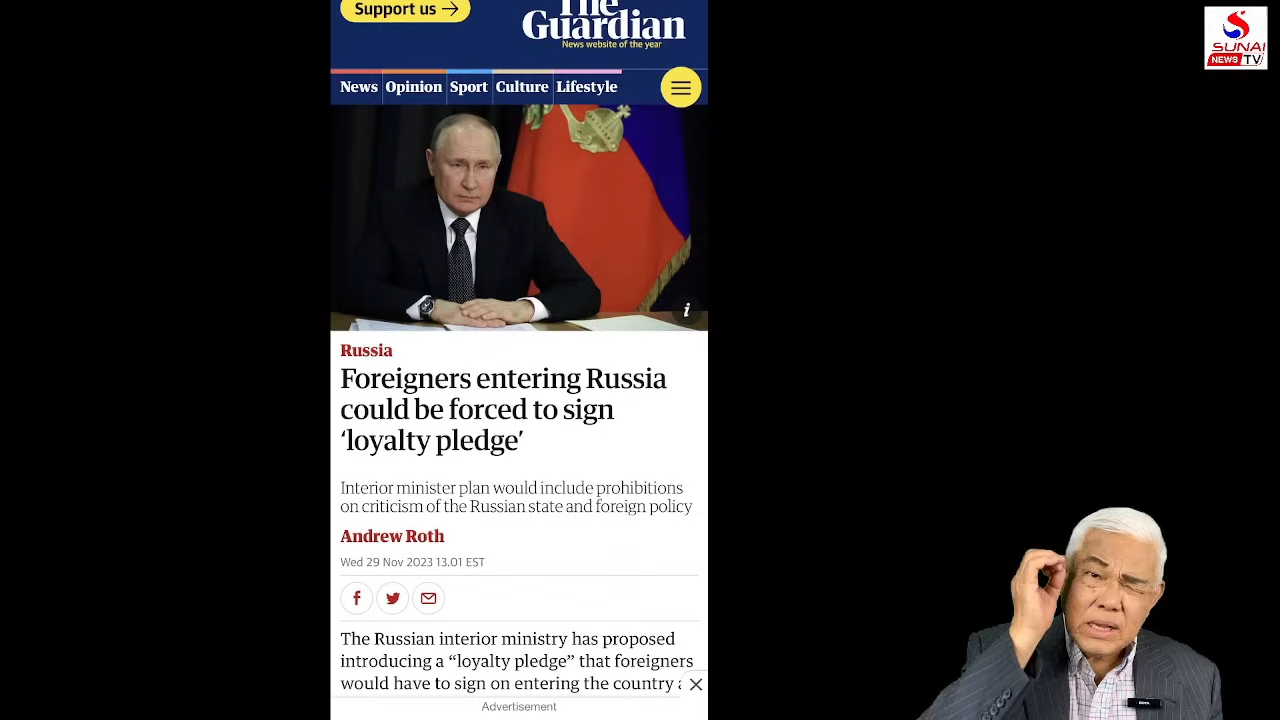 Support us →
The
Guardian
News website of the year
SUNAI
NEWS TV
News Opinion Sport Culture Lifestyle
i
Russia
Foreigners entering Russia
could be forced to sign
‘loyalty pledge’
Interior minister plan would include prohibitions
on criticism of the Russian state and foreign policy
Andrew Roth
Wed 29 Nov 2023 13.01 EST
The Russian interior ministry has proposed
introducing a “loyalty pledge” that foreigners
would have to sign on entering the country
Advertisement